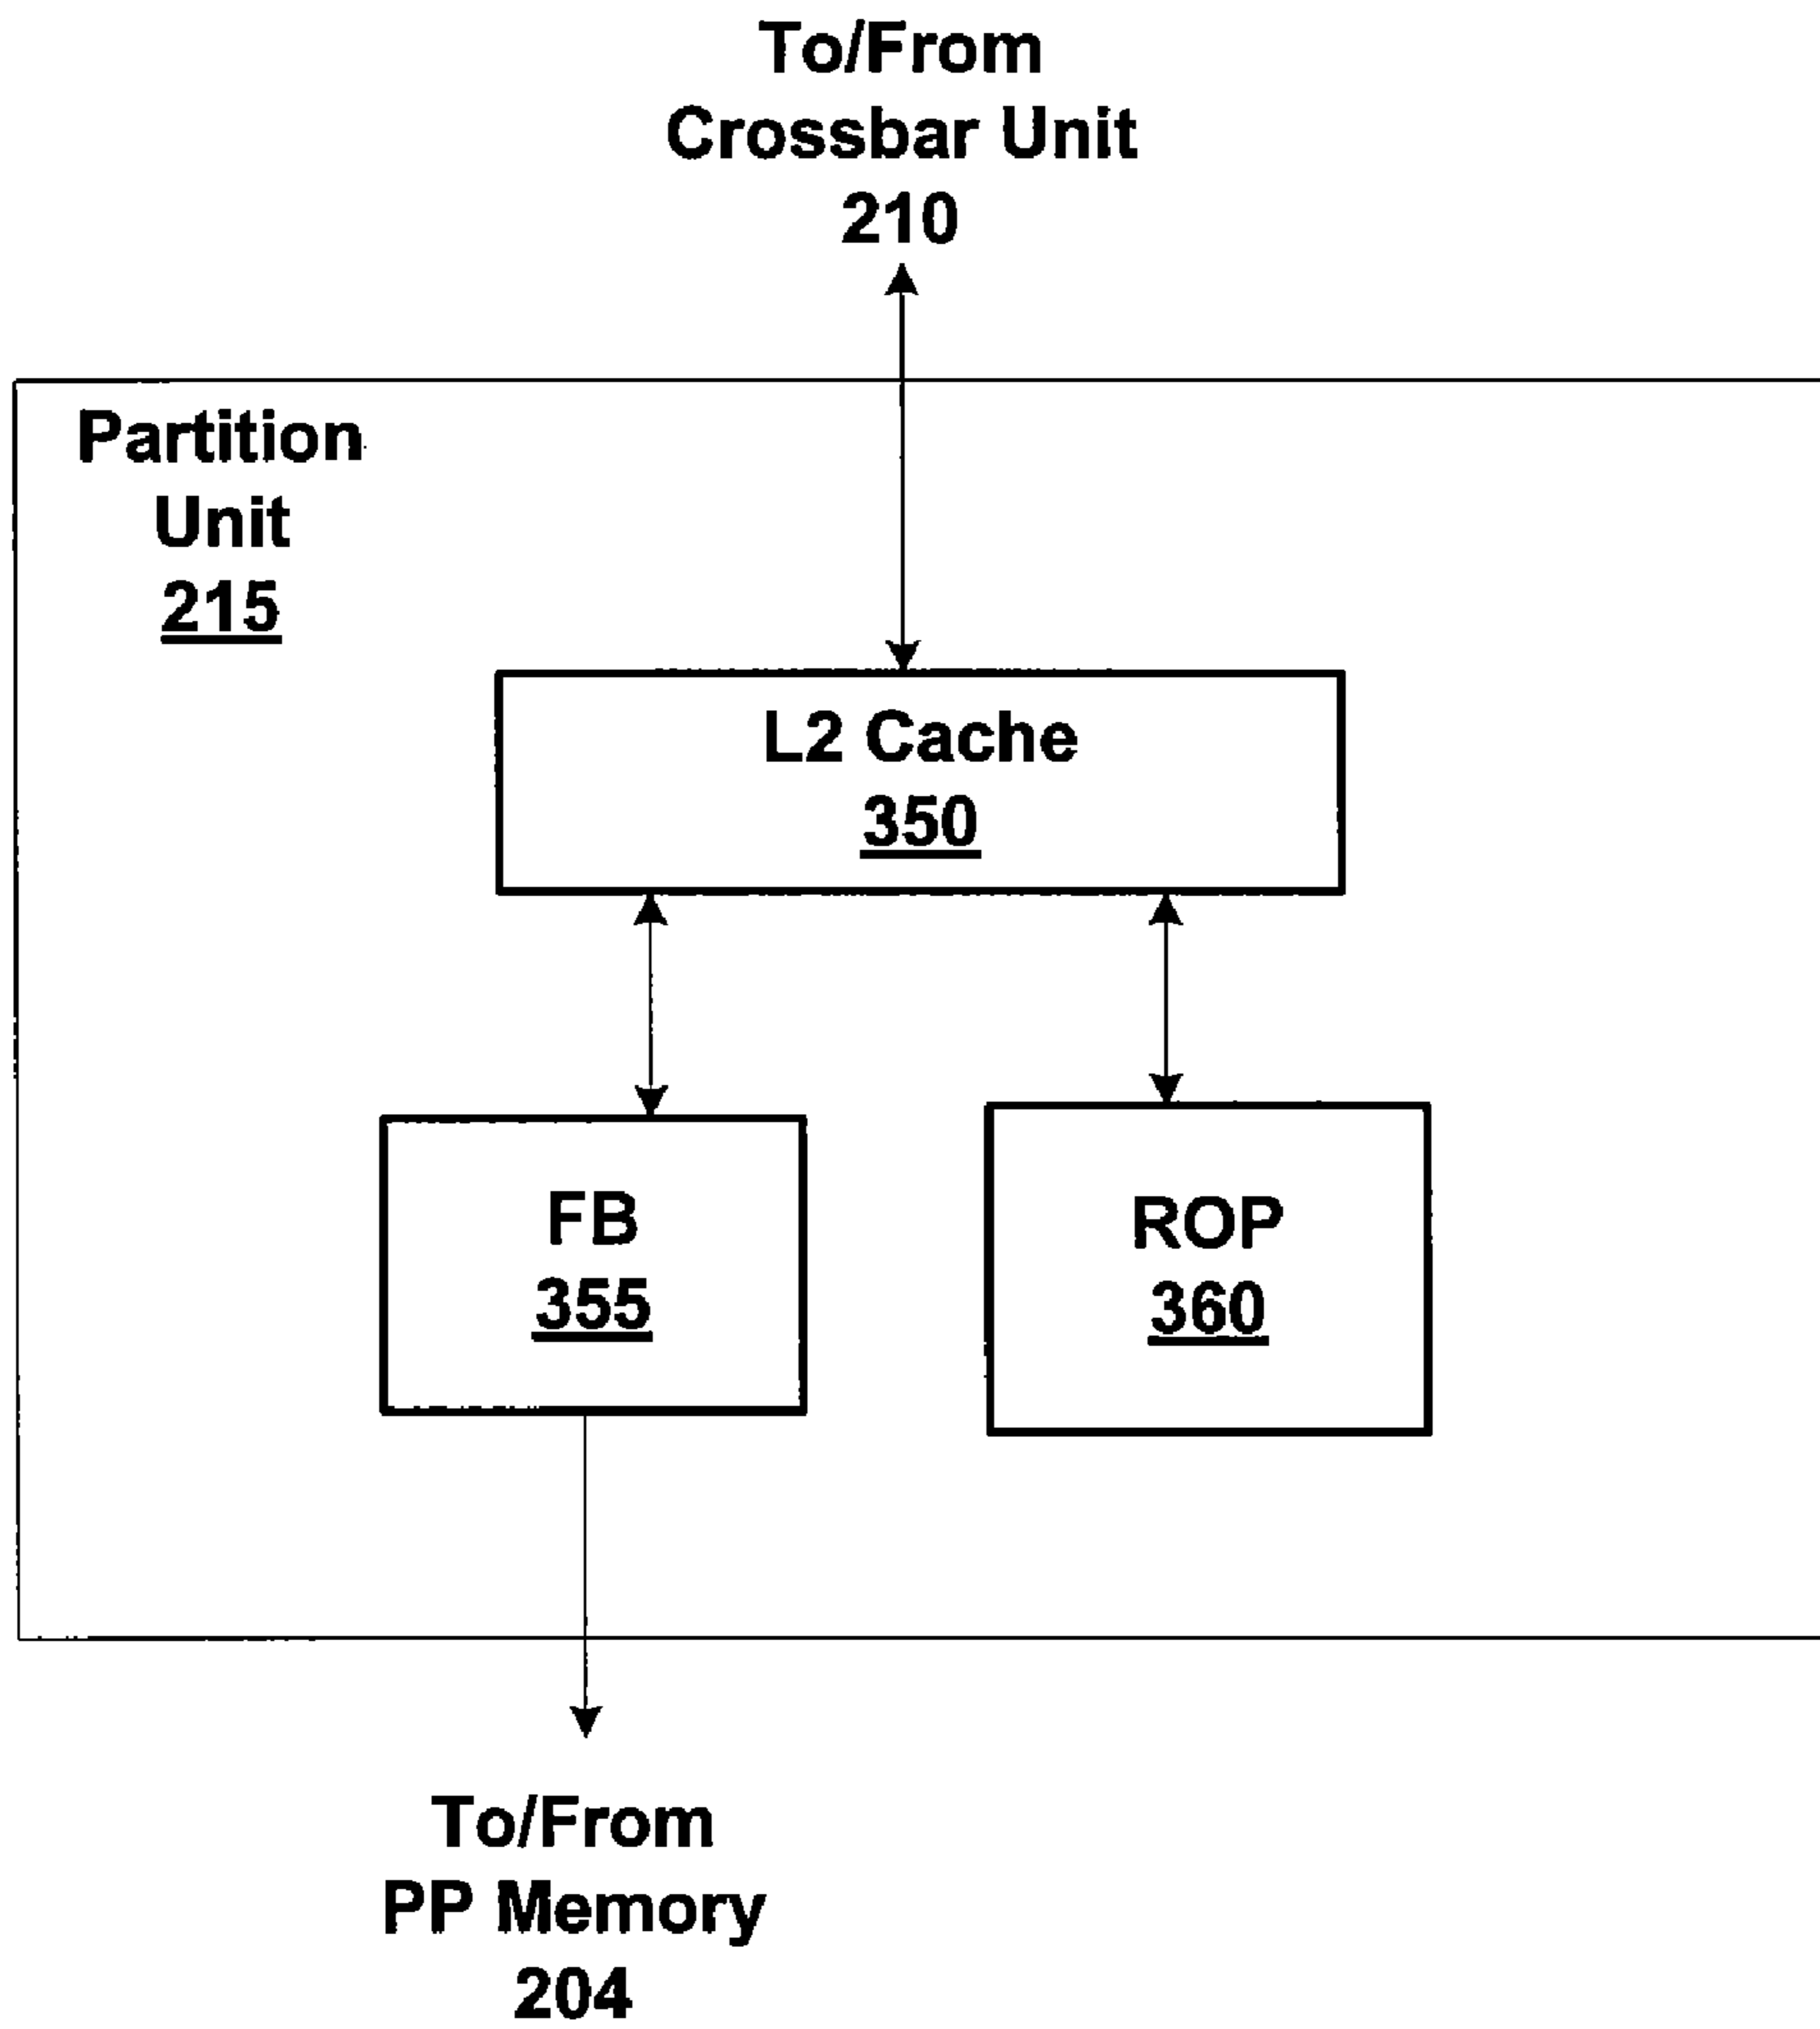 To/From
Crossbar Unit
210
Partition
Unit
215
L2 Cache
350
FB
355
ROP
360
To/From
PP Memory
204